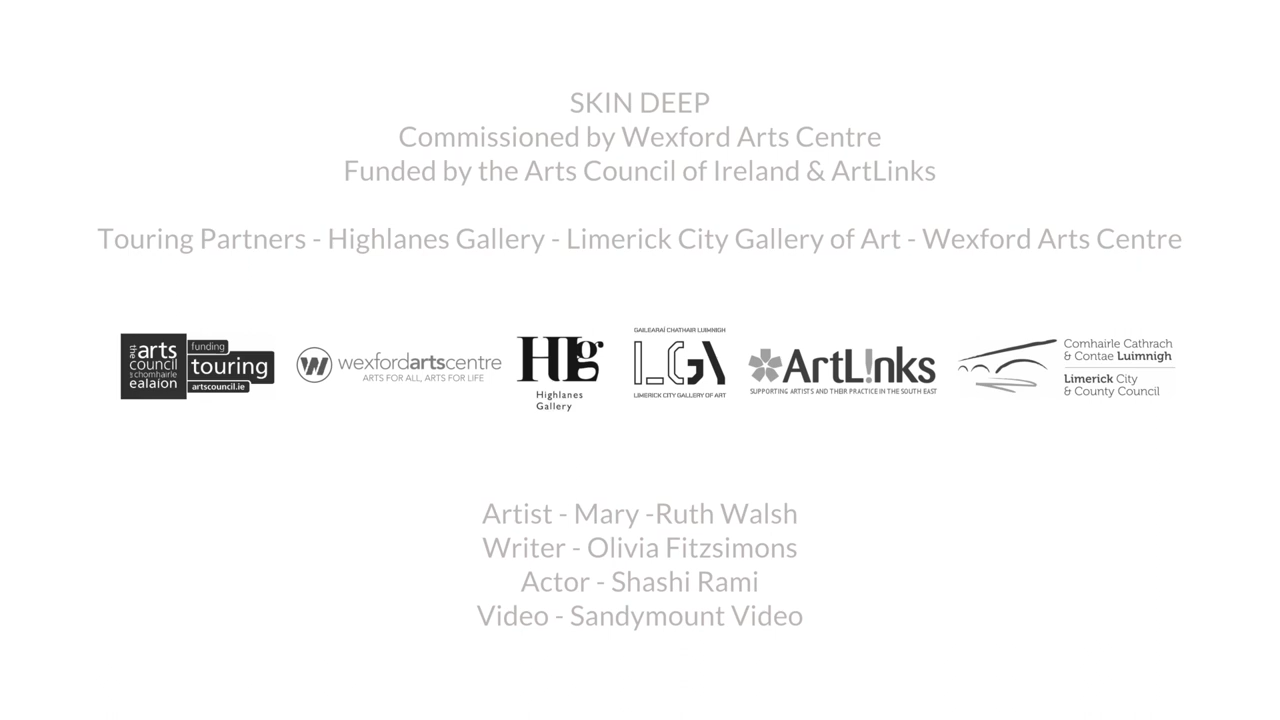 SKIN DEEP
Commissioned by Wexford Arts Centre
Funded by the Arts Council of Ireland & ArtLinks
Touring Partners - Highlanes Gallery - Limerick City Gallery of Art - Wexford Arts Centre
the arts council
chomhairle
ealaíon
funding
touring
artscouncil.ie
W wexfordartscentre
ARTS FOR ALL, ARTS FOR LIFE
Hlg
Highlanes
Gallery
GAILEARAÍ CHATHAIR LUIMNIGH
LCGA
LIMERICK CITY GALLERY OF ART
ArtL!nks
SUPPORTING ARTISTS AND THEIR PRACTICE IN THE SOUTH EAST
Comhairle Cathrach
& Contae Luimnigh
Limerick City
& County Council
Artist - Mary -Ruth Walsh
Writer - Olivia Fitzsimons
Actor - Shashi Rami
Video - Sandymount Video